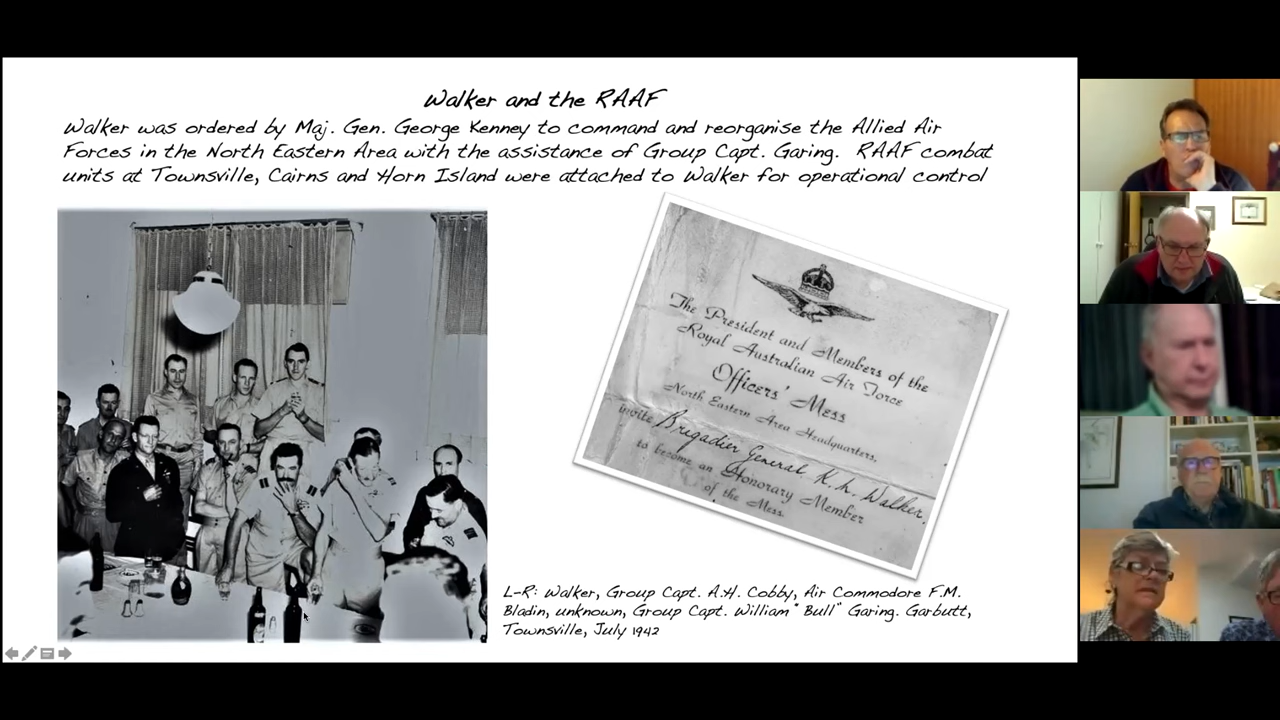 Walker and the RAAF
Walker was ordered by Maj. Gen. George Kenney to command and reorganise the Allied Air
Forces in the North Eastern Area with the assistance of Group Capt. Garing. RAAF combat
units at Townsville, Cairns and Horn Island were attached to Walker for operational control
The President and Members of the
Royal Australian Air Force
Officers' Mess
North Eastern Area Headquarters,
invite Brigadier General K. N. Walker.
to become an Honorary Member
of the Mess
L-R: Walker, Group Capt. A.H. Cobby, Air Commodore F.M.
Bladin, unknown, Group Capt. William "Bull" Garing. Garbutt,
Townsville, July 1942